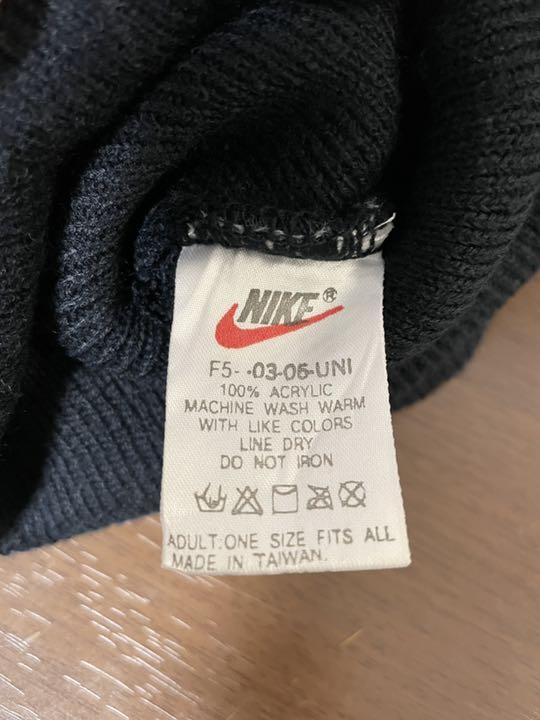 NIKE®
F5- -03-06-UNI
100% ACRYLIC
MACHINE WASH WARM
WITH LIKE COLORS
LINE DRY
DO NOT IRON
ADULT:ONE SIZE FITS ALL
MADE IN TAIWAN.